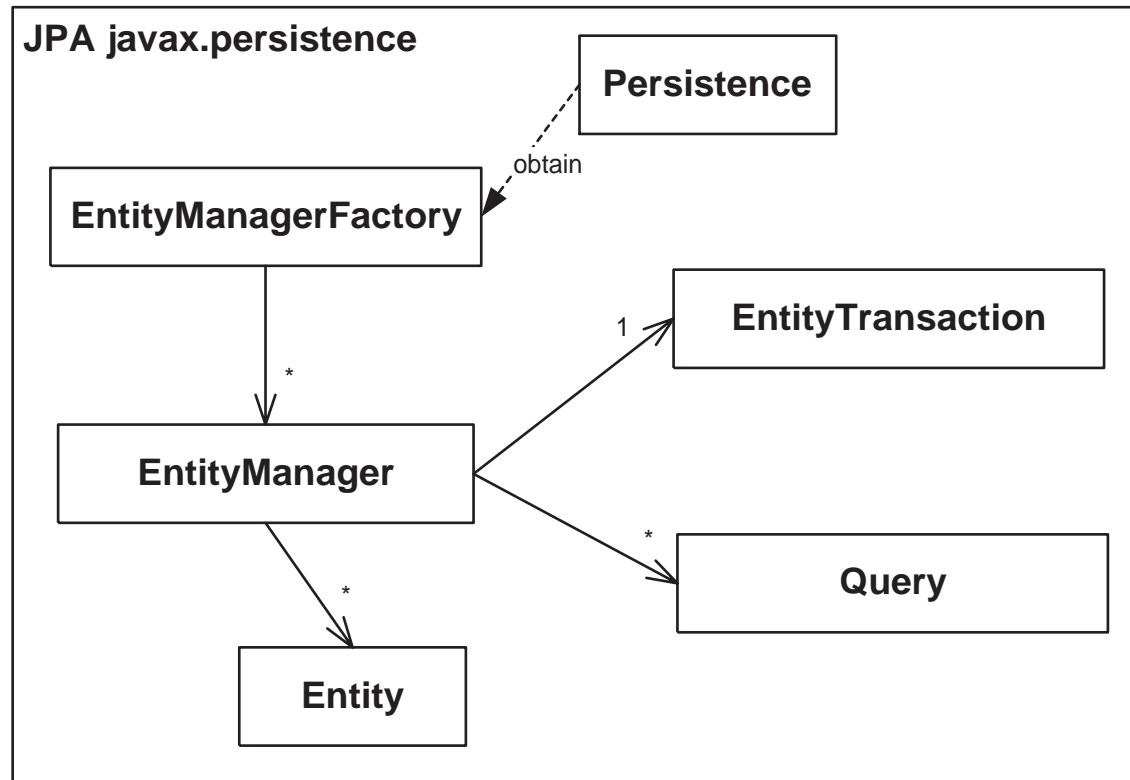 JPA javax.persistence
Persistence
obtain
EntityManagerFactory
1
EntityTransaction
*
EntityManager
*
Query
*
Entity